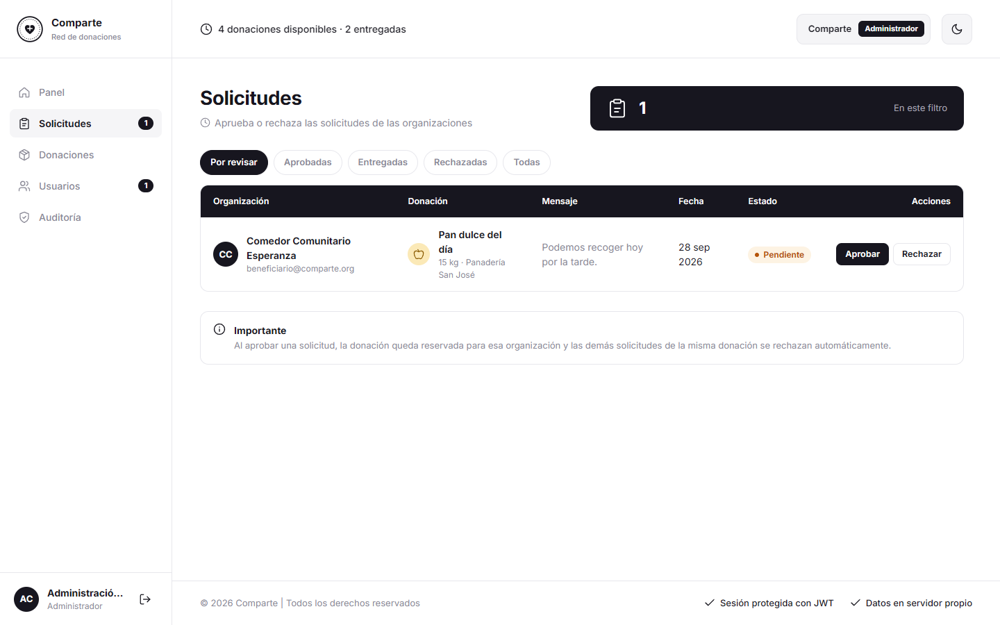 Comparte
Red de donaciones
4 donaciones disponibles · 2 entregadas
Comparte
Administrador
Panel
Solicitudes
1
Donaciones
Usuarios
1
Auditoría
Solicitudes
Aprueba o rechaza las solicitudes de las organizaciones
1
En este filtro
Por revisar
Aprobadas
Entregadas
Rechazadas
Todas
Organización
Donación
Mensaje
Fecha
Estado
Acciones
CC
Comedor Comunitario
Esperanza
beneficiario@comparte.org
Pan dulce del
día
15 kg · Panadería
San José
Podemos recoger hoy
por la tarde.
28 sep
2026
Pendiente
Aprobar
Rechazar
Importante
Al aprobar una solicitud, la donación queda reservada para esa organización y las demás solicitudes de la misma donación se rechazan automáticamente.
AC
Administració...
Administrador
© 2026 Comparte | Todos los derechos reservados
Sesión protegida con JWT
Datos en servidor propio